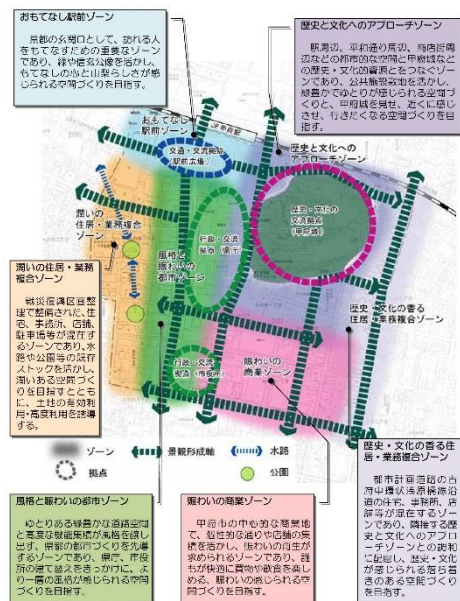 おもてなし駅前ゾーン
県都の玄関口として、訪れる人
をもてなすための重要なゾーン
であり、緑や信玄公像を活かし、
もてなしの心と山梨らしさが感
じられる空間づくりを目指す。
歴史と文化へのアプローチゾーン
駅周辺、平和通り周辺、商店街周
辺などの都市的な空間と甲府城な
どの歴史・文化的資源とをつなぐゾー
ンであり、公共施設敷地を活かし、
緑豊かでゆとりが感じられる空間づく
りと、甲府城を見せ、近くに感じ
させ、行きたくなる空間づくりを目
指す。
おもてなし
駅前ゾーン
交通・交流拠点
(駅前広場)
歴史と文化への
アプローチゾーン
歴史・文化の
交流拠点
(甲府城)
潤いの
住居・業務複合
ゾーン
風格と
賑わいの
都市ゾーン
行政・交流
拠点(県庁)
潤いの住居・業務
複合ゾーン
戦災復興区画整
理で整備された、住
宅、事務所、店舗、
駐車場等が混在す
るゾーンであり、水
路や公園等の既存
ストックを活かし、
潤いある空間づく
りを目指すととも
に、土地の有効利
用・高度利用を誘導
する。
歴史・文化の香る
住居・業務複合ゾーン
行政・交流
拠点(市役所)
賑わいの
商業ゾーン
ゾーン
景観形成軸
水路
拠点
公園
風格と賑わいの都市ゾーン
ゆとりある緑豊かな道路空間
と高度な機能集積が風格を醸し
出す、県都の都市づくりを先導
するゾーンであり、県庁、市役
所の建て替えをきっかけに、よ
り一層の風格が感じられる空間
づくりを目指す。
賑わいの商業ゾーン
甲府市の中心的な商業地
で、個性的な通りや店舗の集
積を活かし、賑わいの再生が
求められるゾーンであり、誰も
が快適に買物や飲食を楽し
める、賑わいの感じられる空
間づくりを目指す。
歴史・文化の香る住
居・業務複合ゾーン
都市計画道路の古
府中環状浅原橋線沿
道の住宅、事務所、店
舗等が混在するゾー
ンであり、隣接する歴
史と文化へのアプロ
ーチゾーンとの調和
に配慮し、歴史・文化
が感じられる落ち着
きのある空間づくり
を目指す。